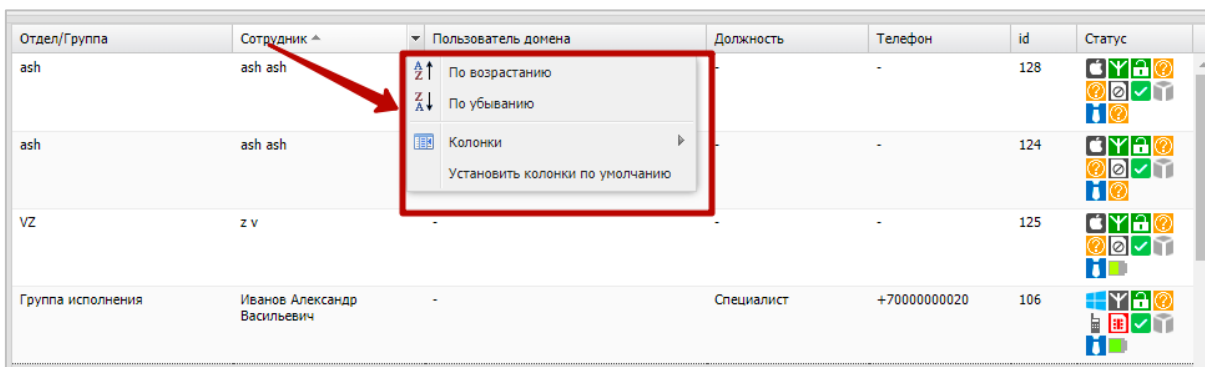 Отдел/Группа Сотрудник Пользователь домена Должность Телефон id Статус
ash ash ash - - 128
По возрастанию
По убыванию
Колонки
Установить колонки по умолчанию
ash ash ash - - 124
VZ z v - - - 125
Группа исполнения Иванов Александр - Специалист +70000000020 106
Васильевич